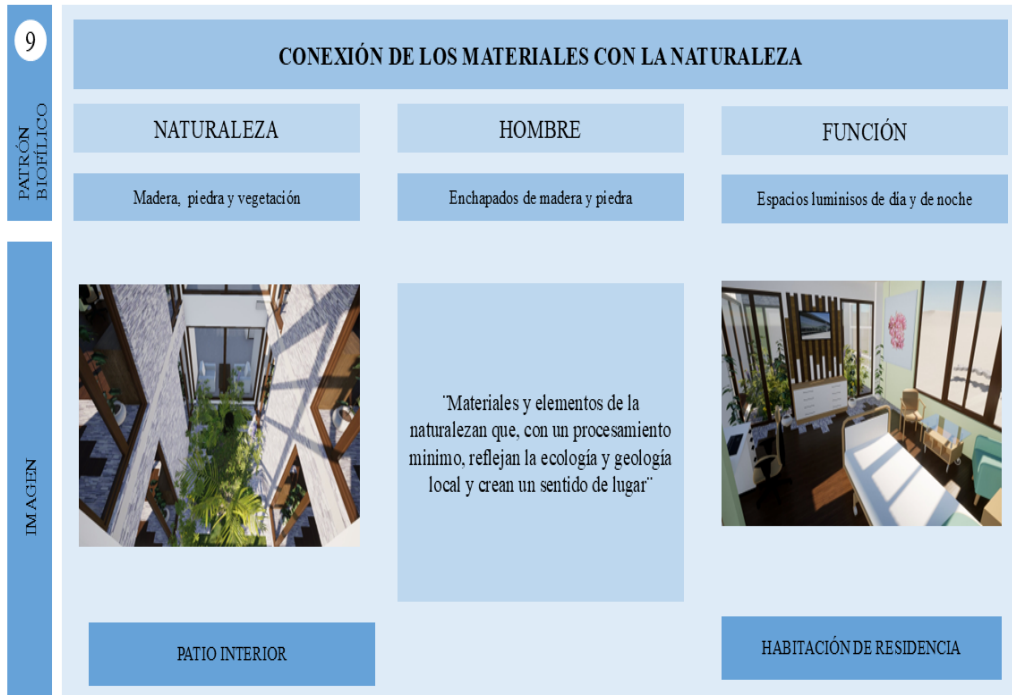 9
PATRÓN
BIOFÍLICO
CONEXIÓN DE LOS MATERIALES CON LA NATURALEZA
NATURALEZA
HOMBRE
FUNCIÓN
Madera, piedra y vegetación
Enchapados de madera y piedra
Espacios luminisos de día y de noche
IMAGEN
¨Materiales y elementos de la
naturalezan que, con un procesamiento
mínimo, reflejan la ecología y geología
local y crean un sentido de lugar¨
PATIO INTERIOR
HABITACIÓN DE RESIDENCIA